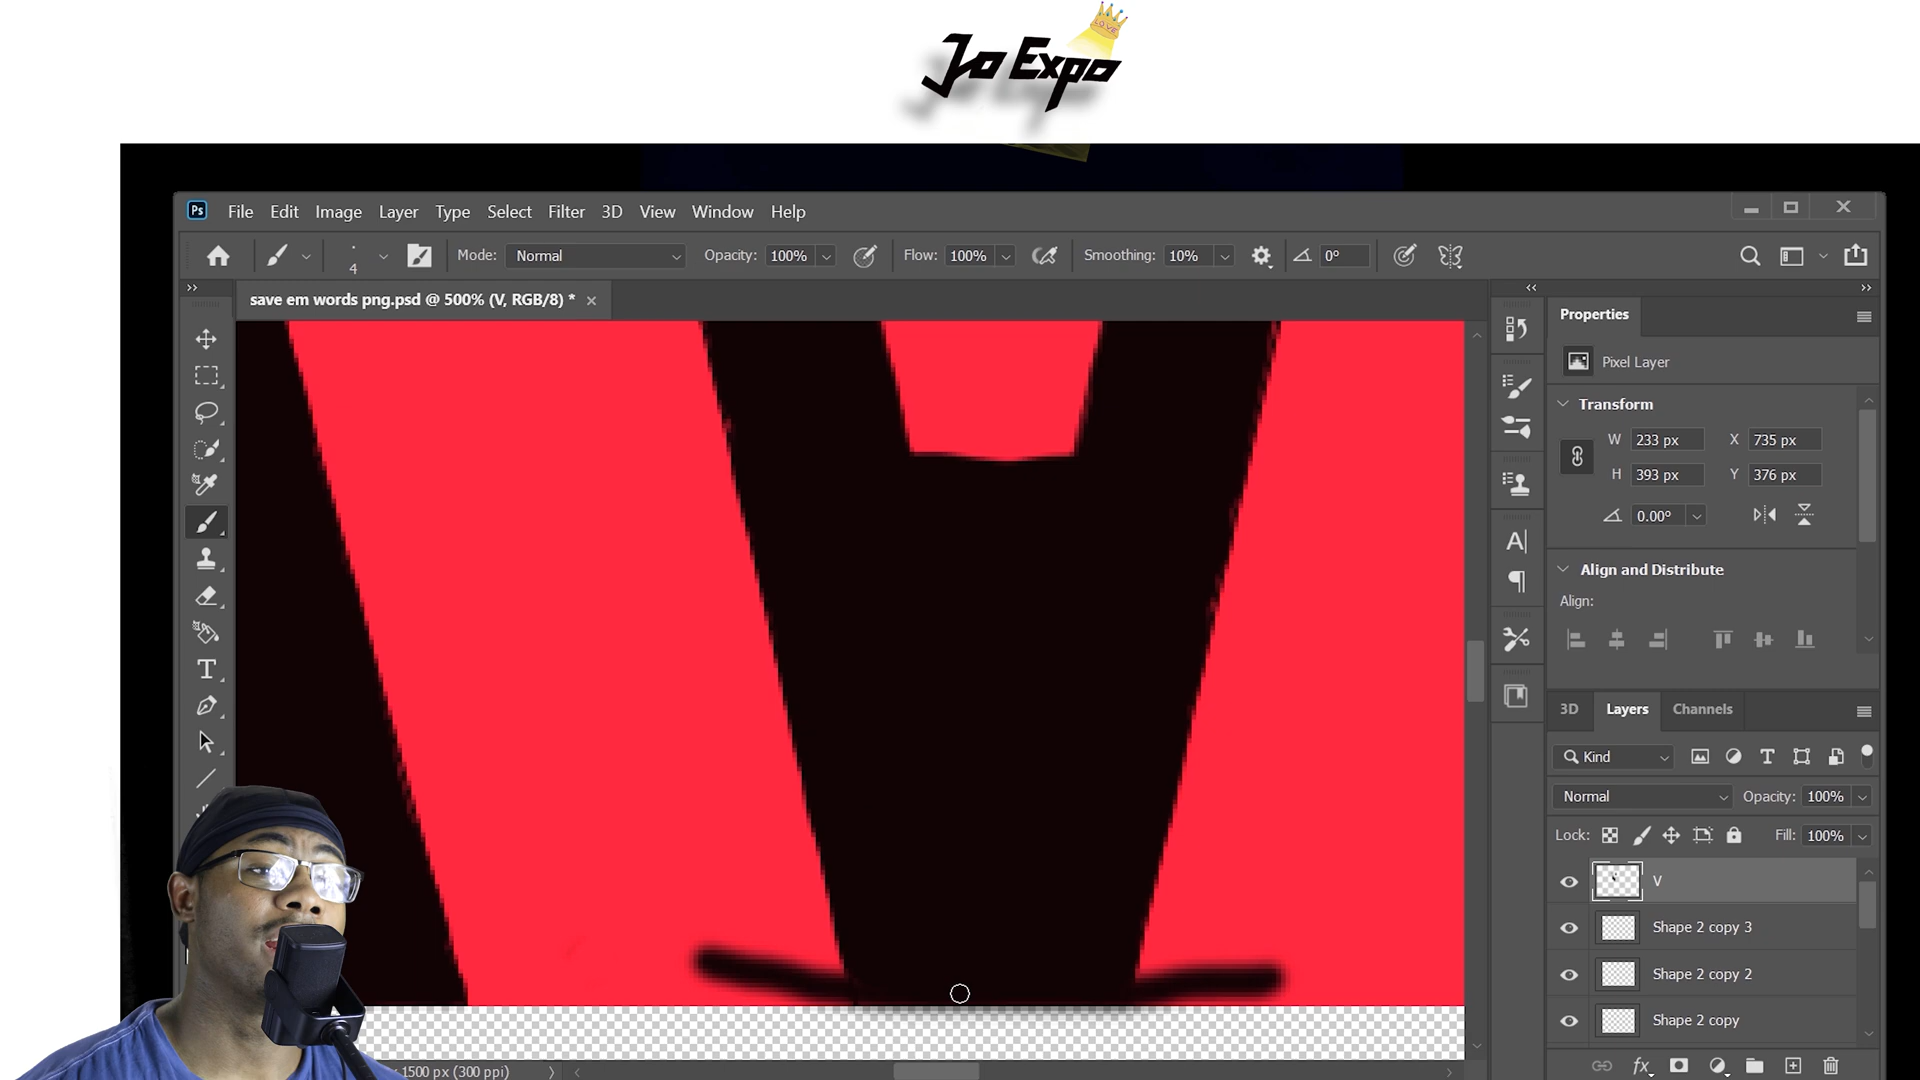 Jo Expo
LOVE
Ps File Edit Image Layer Type Select Filter 3D View Window Help
4 Mode: Normal Opacity: 100% Flow: 100% Smoothing: 10% 0°
save em words png.psd @ 500% (V, RGB/8) *
Properties
Pixel Layer
Transform
W 233 px X 735 px
H 393 px Y 376 px
0.00°
Align and Distribute
Align:
3D Layers Channels
Kind
Normal Opacity: 100%
Lock: Fill: 100%
V
Shape 2 copy 3
Shape 2 copy 2
Shape 2 copy
1500 px (300 ppi)